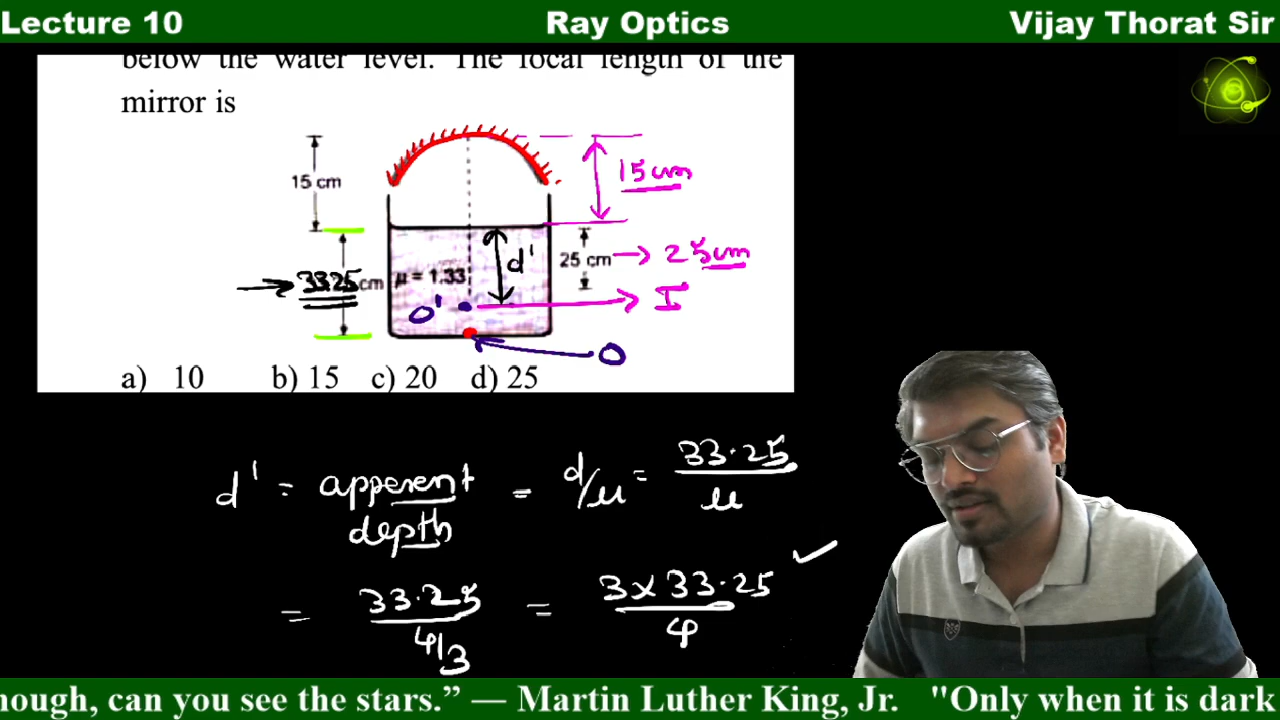 Lecture 10
Ray Optics
Vijay Thorat Sir
below the water level. The focal length of the
mirror is
15 cm
15 cm
33.25 cm
μ = 1.33
d'
25 cm → 25 cm
O'
I
O
a) 10 b) 15 c) 20 d) 25
d' = apperent depth = d/μ = 33.25/μ
= 33.25/4/3 = 3 x 33.25/4
nough, can you see the stars.” — Martin Luther King, Jr. "Only when it is dark